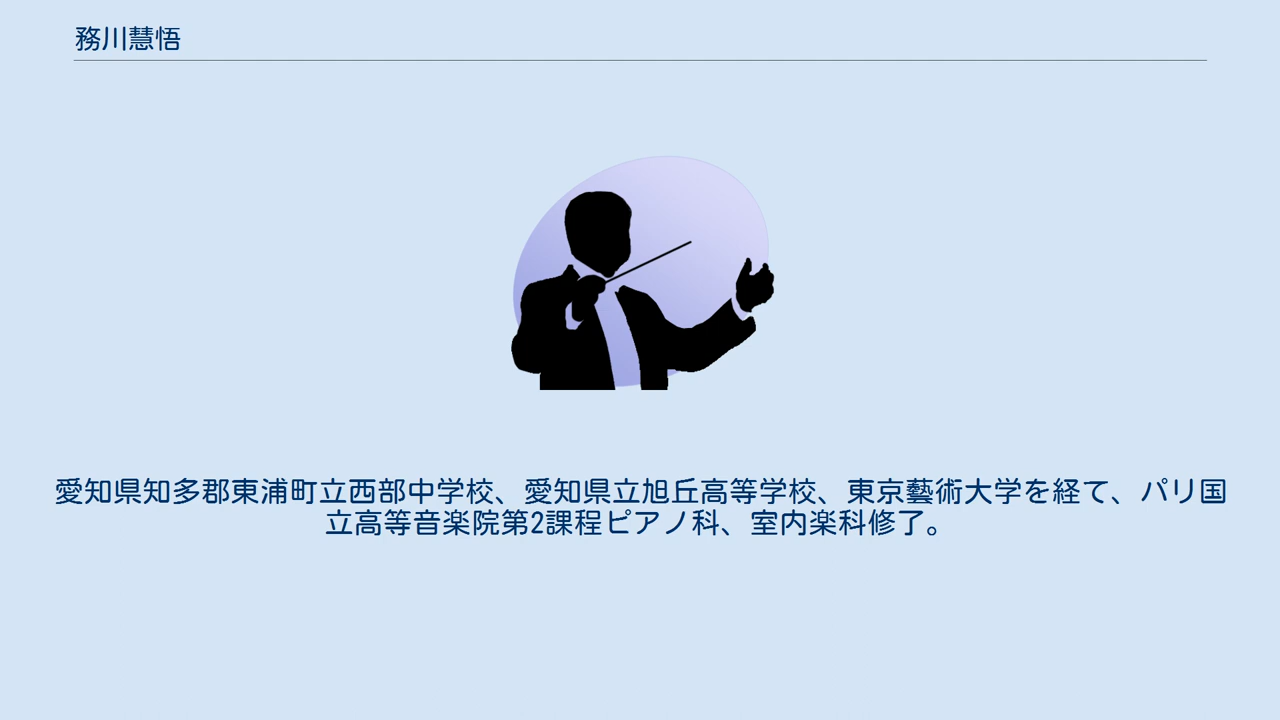 務川慧悟
愛知県知多郡東浦町立西部中学校、愛知県立旭丘高等学校、東京藝術大学を経て、パリ国
立高等音楽院第2課程ピアノ科、室内楽科修了。